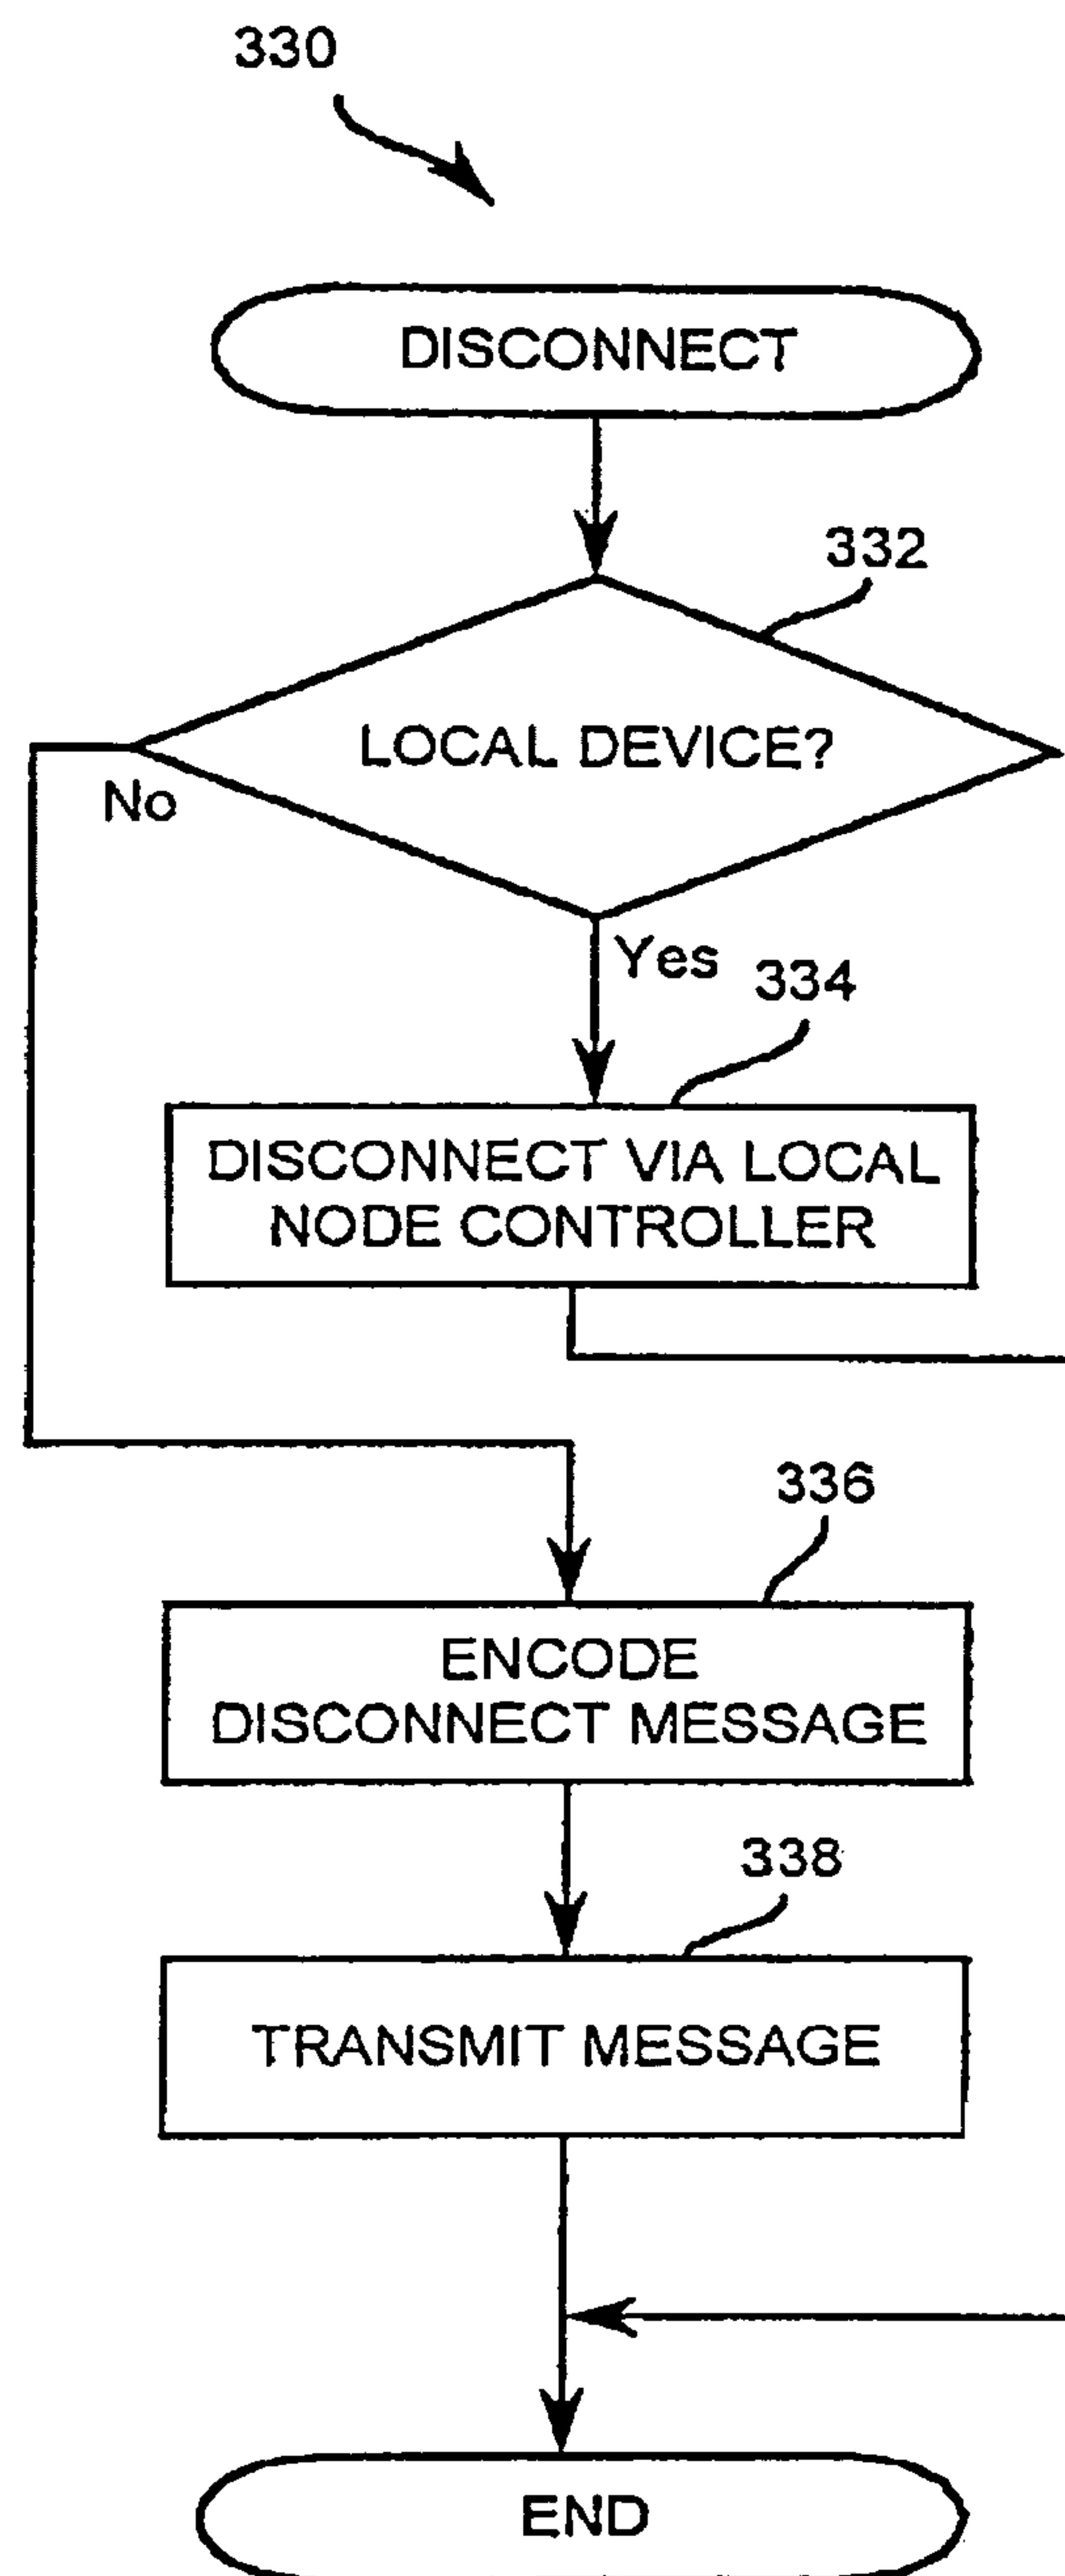 330
DISCONNECT
332
LOCAL DEVICE?
No
Yes
334
DISCONNECT VIA LOCAL
NODE CONTROLLER
336
ENCODE
DISCONNECT MESSAGE
338
TRANSMIT MESSAGE
END